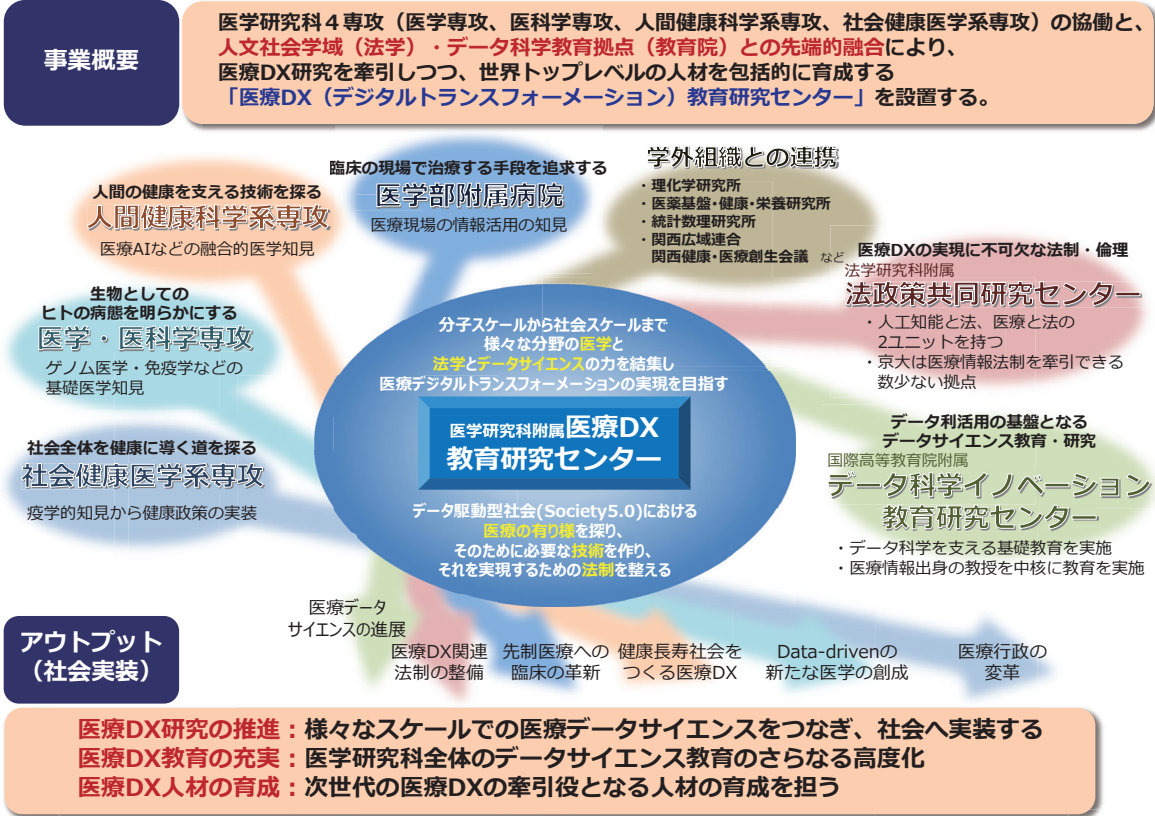 事業概要
医学研究科４専攻（医学専攻、医科学専攻、人間健康科学系専攻、社会健康医学系専攻）の協働と、
人文社会学域（法学）・データ科学教育拠点（教育院）との先端的融合により、
医療DX研究を牽引しつつ、世界トップレベルの人材を包括的に育成する
「医療DX（デジタルトランスフォーメーション）教育研究センター」を設置する。
臨床の現場で治療する手段を追求する
医学部附属病院
医療現場の情報活用の知見
学外組織との連携
・理化学研究所
・医薬基盤・健康・栄養研究所
・統計数理研究所
・関西広域連合
関西健康・医療創生会議 など
人間の健康を支える技術を探る
人間健康科学系専攻
医療AIなどの融合的医学知見
医療DXの実現に不可欠な法制・倫理
法学研究科附属
法政策共同研究センター
・人工知能と法、医療と法の
2ユニットを持つ
・京大は医療情報法制を牽引できる
数少ない拠点
生物としての
ヒトの病態を明らかにする
医学・医科学専攻
ゲノム医学・免疫学などの
基礎医学知見
分子スケールから社会スケールまで
様々な分野の医学と
法学とデータサイエンスの力を結集し
医療デジタルトランスフォーメーションの実現を目指す
医学研究科附属医療DX
教育研究センター
データ駆動型社会(Society5.0)における
医療の有り様を探り、
そのために必要な技術を作り、
それを実現するための法制を整える
データ利活用の基盤となる
データサイエンス教育・研究
国際高等教育院附属
データ科学イノベーション
教育研究センター
・データ科学を支える基礎教育を実施
・医療情報出身の教授を中核に教育を実施
社会全体を健康に導く道を探る
社会健康医学系専攻
疫学的知見から健康政策の実装
アウトプット
（社会実装）
医療データ
サイエンスの進展
医療DX関連
法制の整備
先制医療への
臨床の革新
健康長寿社会を
つくる医療DX
Data-drivenの
新たな医学の創成
医療行政の
変革
医療DX研究の推進：様々なスケールでの医療データサイエンスをつなぎ、社会へ実装する
医療DX教育の充実：医学研究科全体のデータサイエンス教育のさらなる高度化
医療DX人材の育成：次世代の医療DXの牽引役となる人材の育成を担う